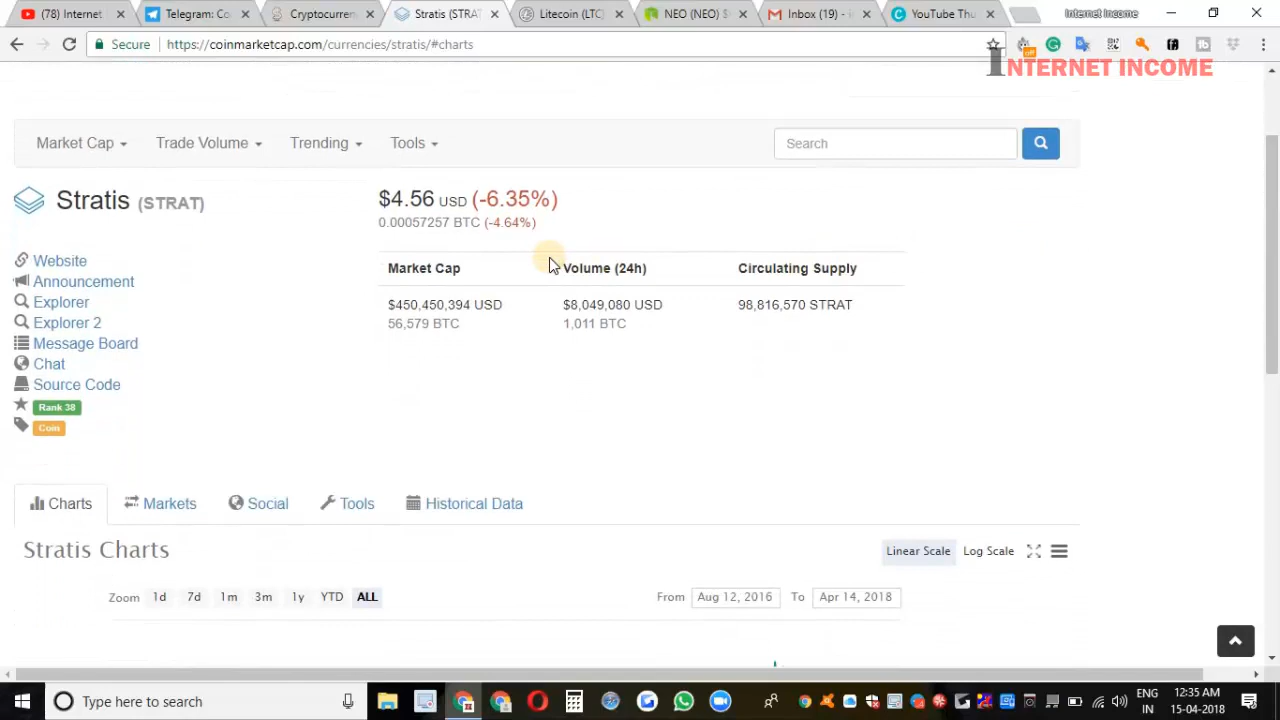 (78) Internet
Telegram: Co
Cryptocurren
Stratis (STRA
Litecoin (LTC)
NEO (NEO) $
Inbox (19) - i
YouTube Thu
Internet Income
Secure
https://coinmarketcap.com/currencies/stratis/#charts
off
INTERNET INCOME
Market Cap
Trade Volume
Trending
Tools
Search
Stratis (STRAT)
$4.56 USD (-6.35%)
0.00057257 BTC (-4.64%)
Website
Announcement
Explorer
Explorer 2
Message Board
Chat
Source Code
Rank 38
Coin
Market Cap
Volume (24h)
Circulating Supply
$450,450,394 USD
$8,049,080 USD
98,816,570 STRAT
56,579 BTC
1,011 BTC
Charts
Markets
Social
Tools
Historical Data
Stratis Charts
Linear Scale
Log Scale
Zoom 1d 7d 1m 3m 1y YTD ALL
From Aug 12, 2016 To Apr 14, 2018
Type here to search
ENG
IN
12:35 AM
15-04-2018